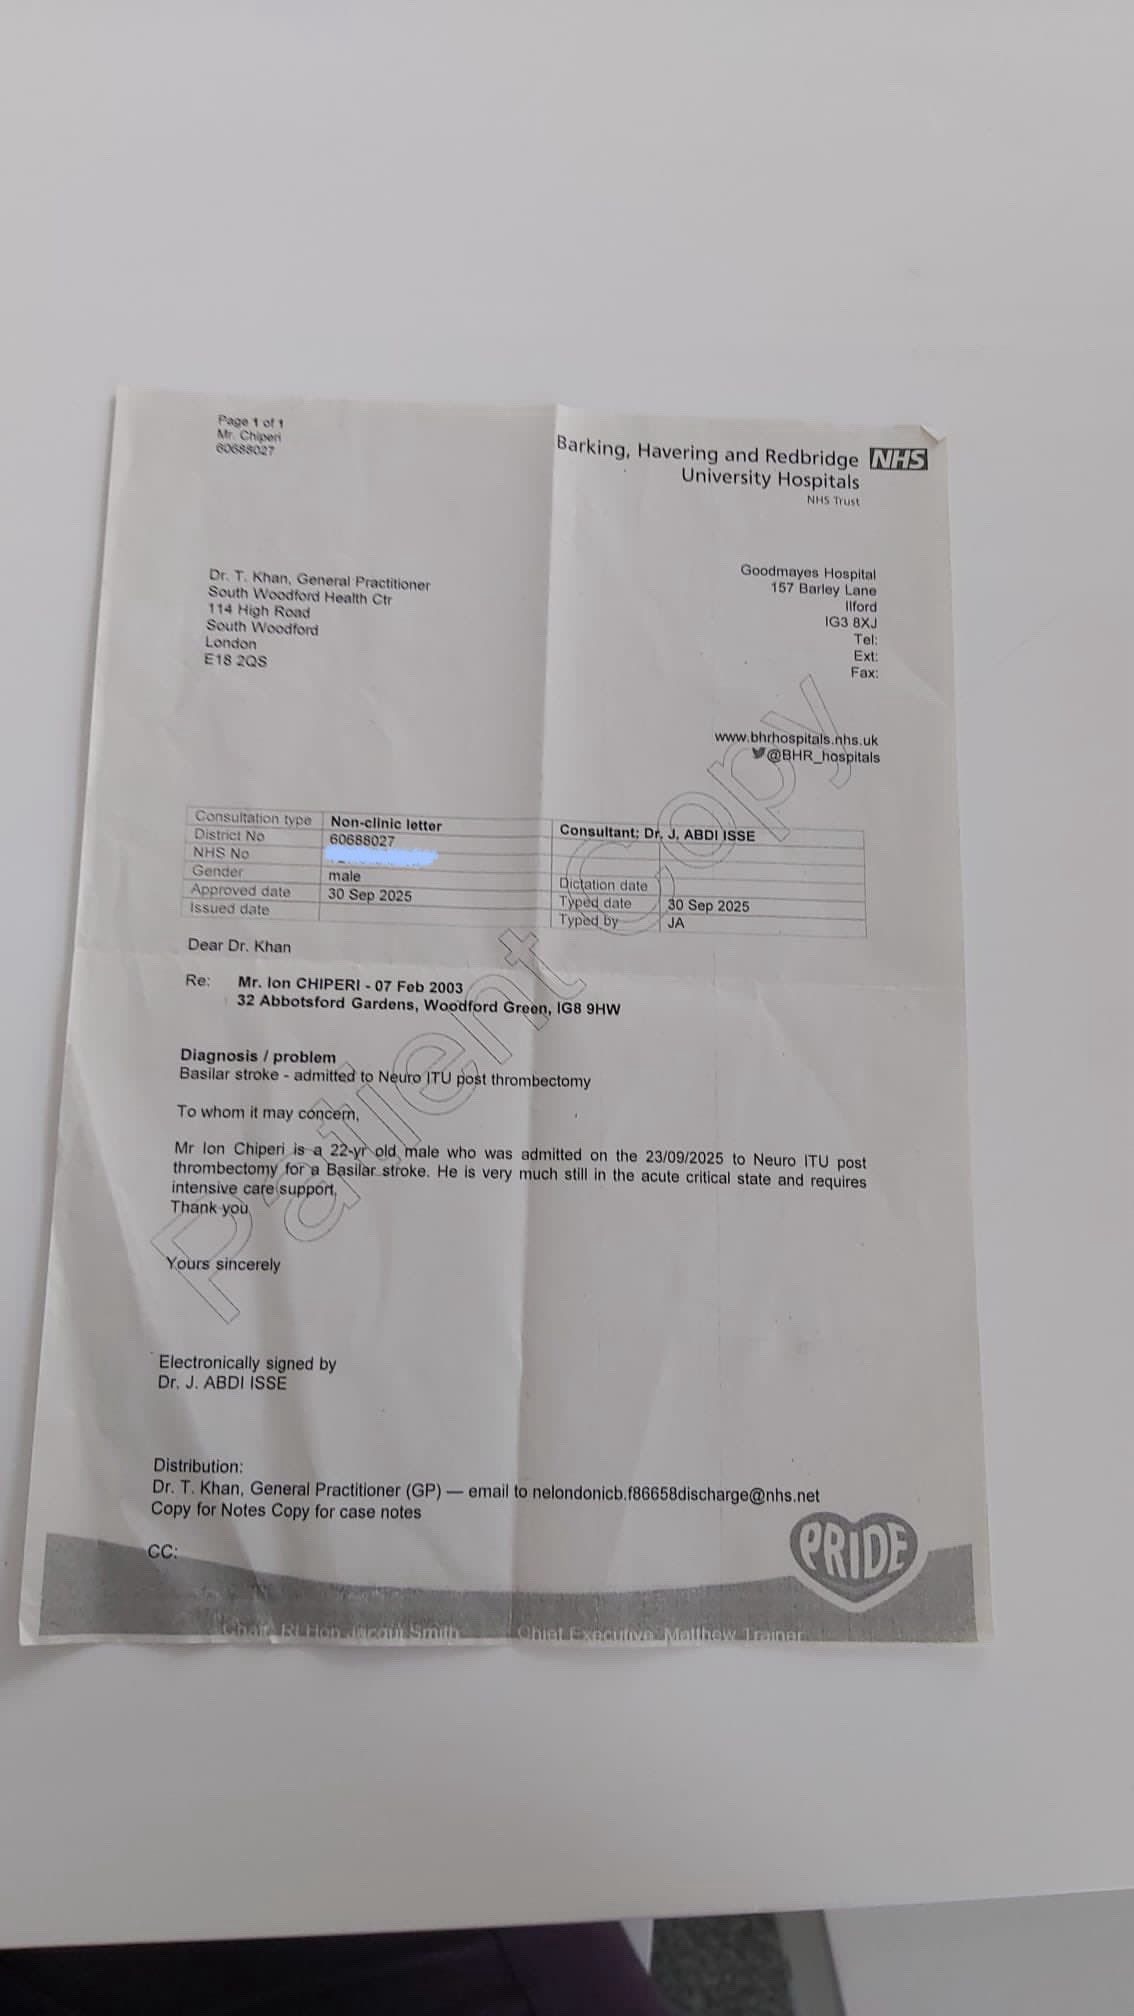 Page 1 of 1
Mr. Chiperi
60688027
Barking, Havering and Redbridge NHS
University Hospitals
NHS Trust
Dr. T. Khan, General Practitioner
South Woodford Health Ctr
114 High Road
South Woodford
London
E18 2QS
Goodmayes Hospital
157 Barley Lane
Ilford
IG3 8XJ
Tel:
Ext:
Fax:
www.bhrhospitals.nhs.uk
@BHR_hospitals
Consultation type Non-clinic letter Consultant: Dr. J. ABDI ISSE
District No 60688027
NHS No
Gender male Dictation date
Approved date 30 Sep 2025 Typed date 30 Sep 2025
Issued date Typed by JA
Dear Dr. Khan
Re: Mr. Ion CHIPERI - 07 Feb 2003
32 Abbotsford Gardens, Woodford Green, IG8 9HW
Diagnosis / problem
Basilar stroke - admitted to Neuro ITU post thrombectomy
To whom it may concern,
Mr Ion Chiperi is a 22-yr old male who was admitted on the 23/09/2025 to Neuro ITU post
thrombectomy for a Basilar stroke. He is very much still in the acute critical state and requires
intensive care support.
Thank you
Yours sincerely
Patient Copy
Electronically signed by
Dr. J. ABDI ISSE
Distribution:
Dr. T. Khan, General Practitioner (GP) — email to nelondonicb.f86658discharge@nhs.net
Copy for Notes Copy for case notes
CC:
PRIDE
Chair: Rt Hon Jacqui Smith Chief Executive: Matthew Trainer